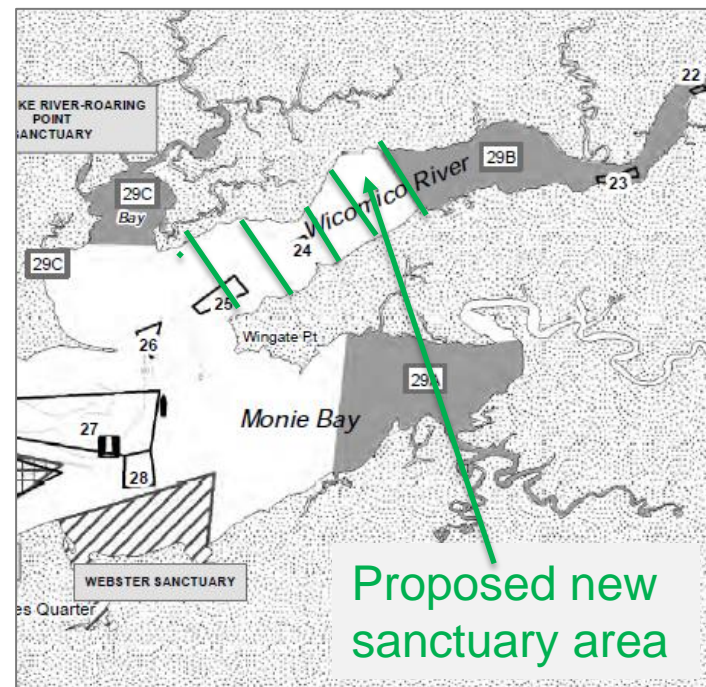 22
KE RIVER-ROARING
POINT
SANCTUARY
29B
23
29C
Bay
Wicomico River
24
29C
25
Wingate Pt
26
29A
Monie Bay
27
28
WEBSTER SANCTUARY
es Quarter
Proposed new
sanctuary area